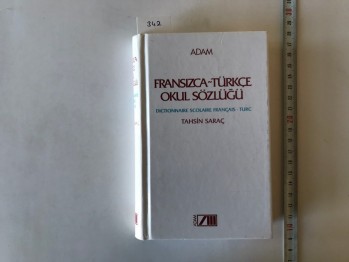 342
ADAM
FRANSIZCA-TÜRKÇE
OKUL SÖZLÜĞÜ
DICTIONNAIRE SCOLAIRE FRANÇAIS - TURC
TAHSİN SARAÇ